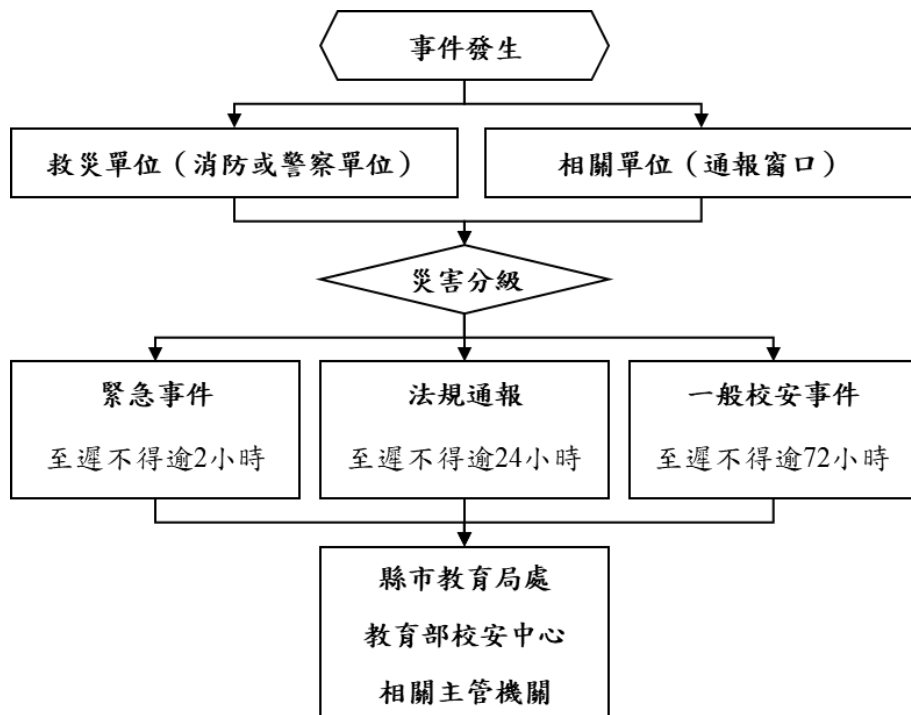 事件發生
救災單位（消防或警察單位）
相關單位（通報窗口）
災害分級
緊急事件
至遲不得逾2小時
法規通報
至遲不得逾24小時
一般校安事件
至遲不得逾72小時
縣市教育局處
教育部校安中心
相關主管機關